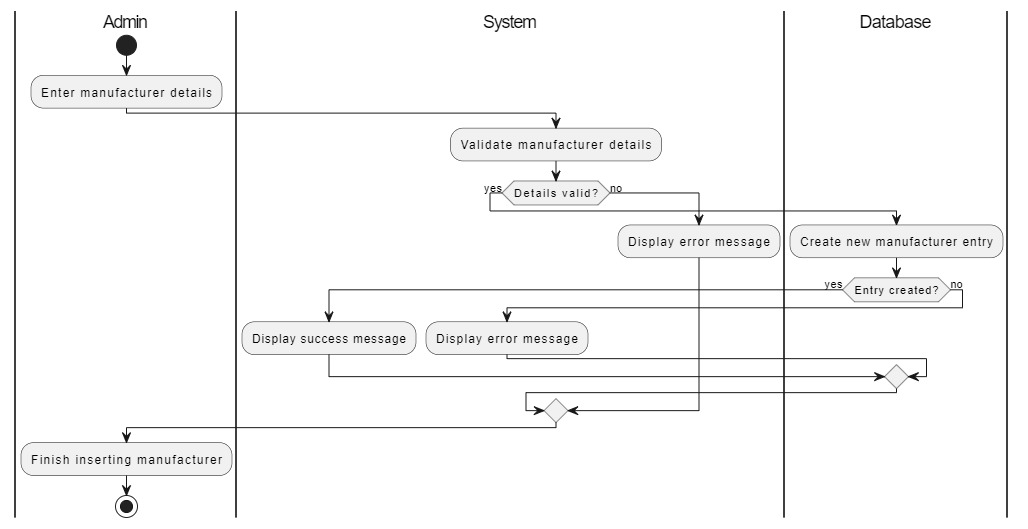 Admin
System
Database
Enter manufacturer details
Validate manufacturer details
yes
Details valid?
no
Display error message
Create new manufacturer entry
yes
Entry created?
no
Display success message
Display error message
Finish inserting manufacturer